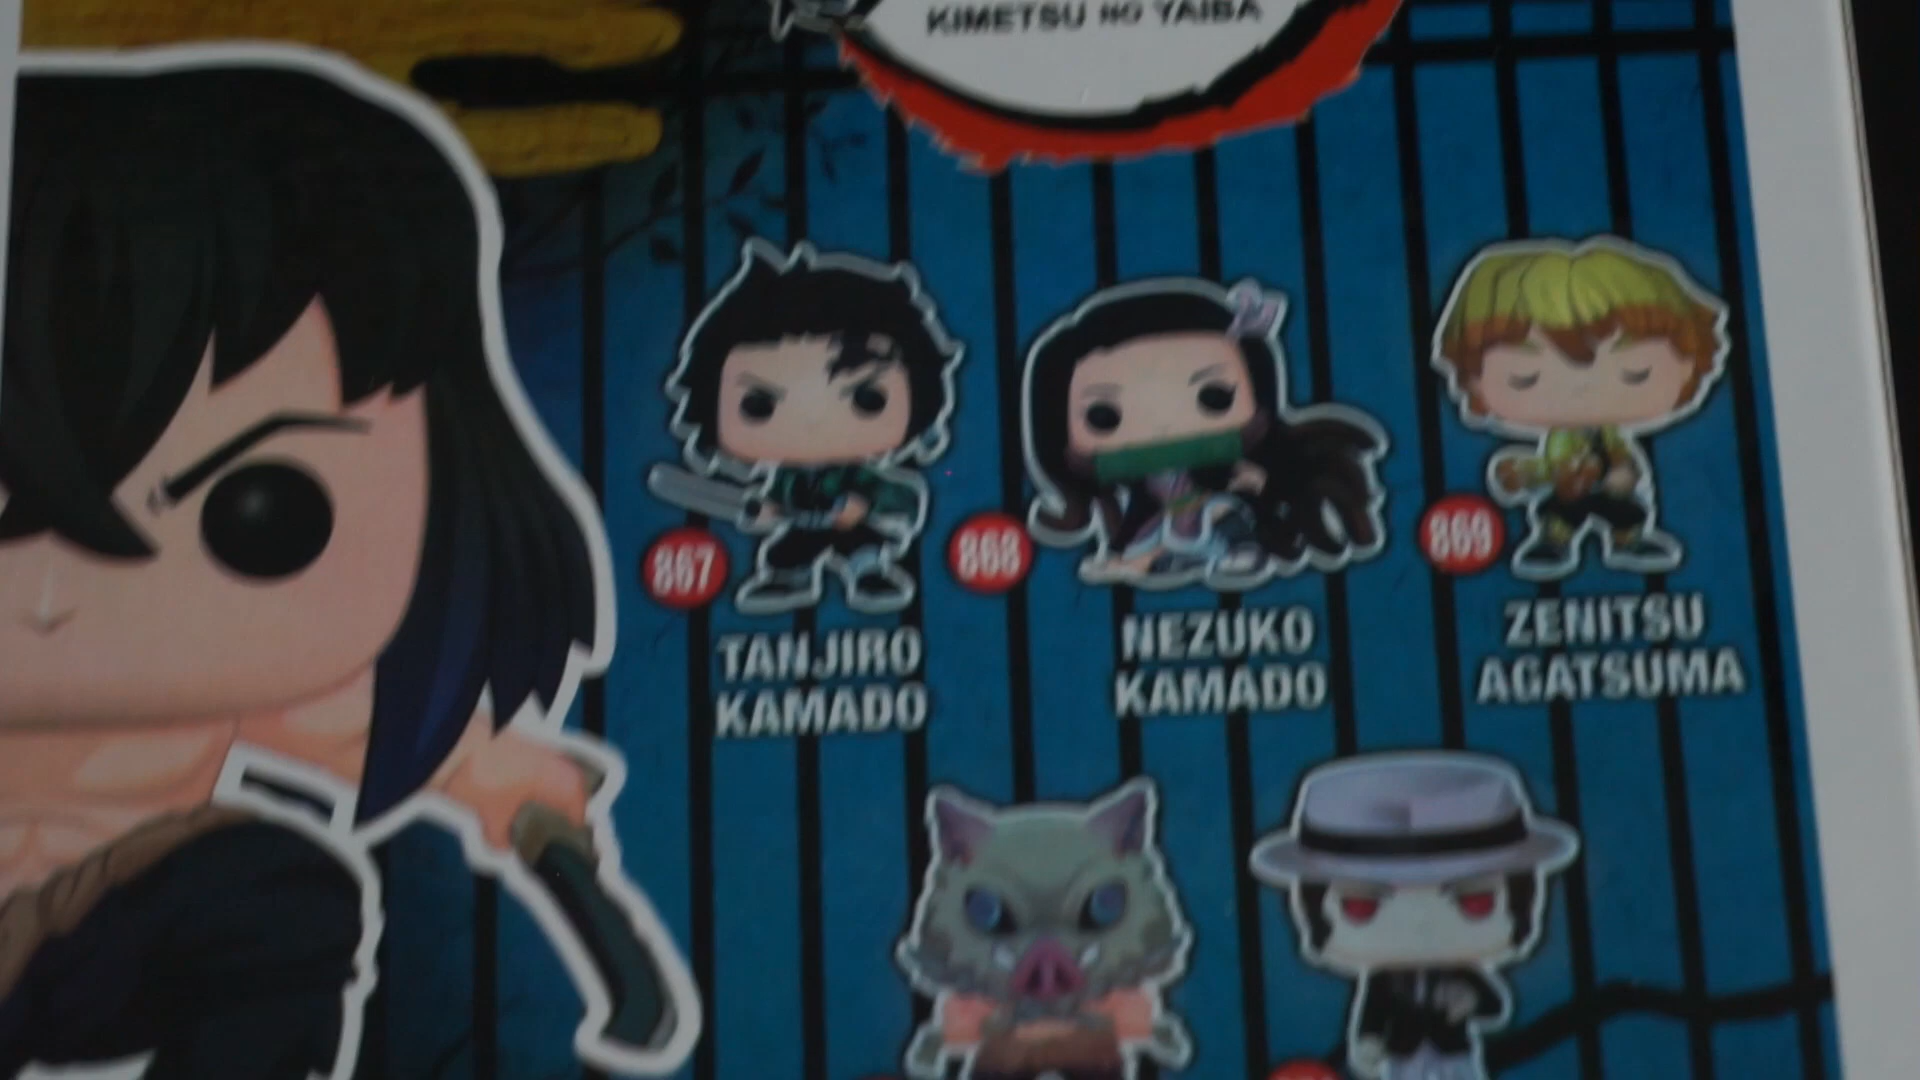 KIMETSU NO YAIBA
867
TANJIRO
KAMADO
868
NEZUKO
KAMADO
869
ZENITSU
AGATSUMA